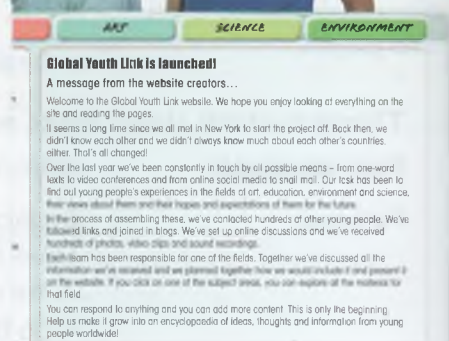 ART SCIENCE ENVIRONMENT
Global Youth Link is launched!
A message from the website creators...
Welcome to the Global Youth Link website. We hope you enjoy looking at everything on the
site and reading the pages.
It seems a long time since we all met in New York to start the project off. Back then, we
didn't know each other and we didn't always know much about each other's countries,
either. That's all changed!
Over the last year we've been constantly in touch by all possible means – from one-word
texts to video conferences and from online social media to snail mail. Our task has been to
find out young people's experiences in the fields of art, education, environment and science,
their views about them and their hopes and expectations of them for the future.
In the process of assembling these, we've contacted hundreds of other young people. We've
followed links and joined in blogs. We've set up online discussions and we've received
hundreds of photos, video clips and sound recordings.
Each team has been responsible for one of the fields. Together we've discussed all the
information we've received and we planned together how we would include it and present it
on the website. If you click on one of the subject areas, you can explore all the material for
that field.
You can respond to anything and you can add more content. This is only the beginning.
Help us make it grow into an encyclopaedia of ideas, thoughts and information from young
people worldwide!